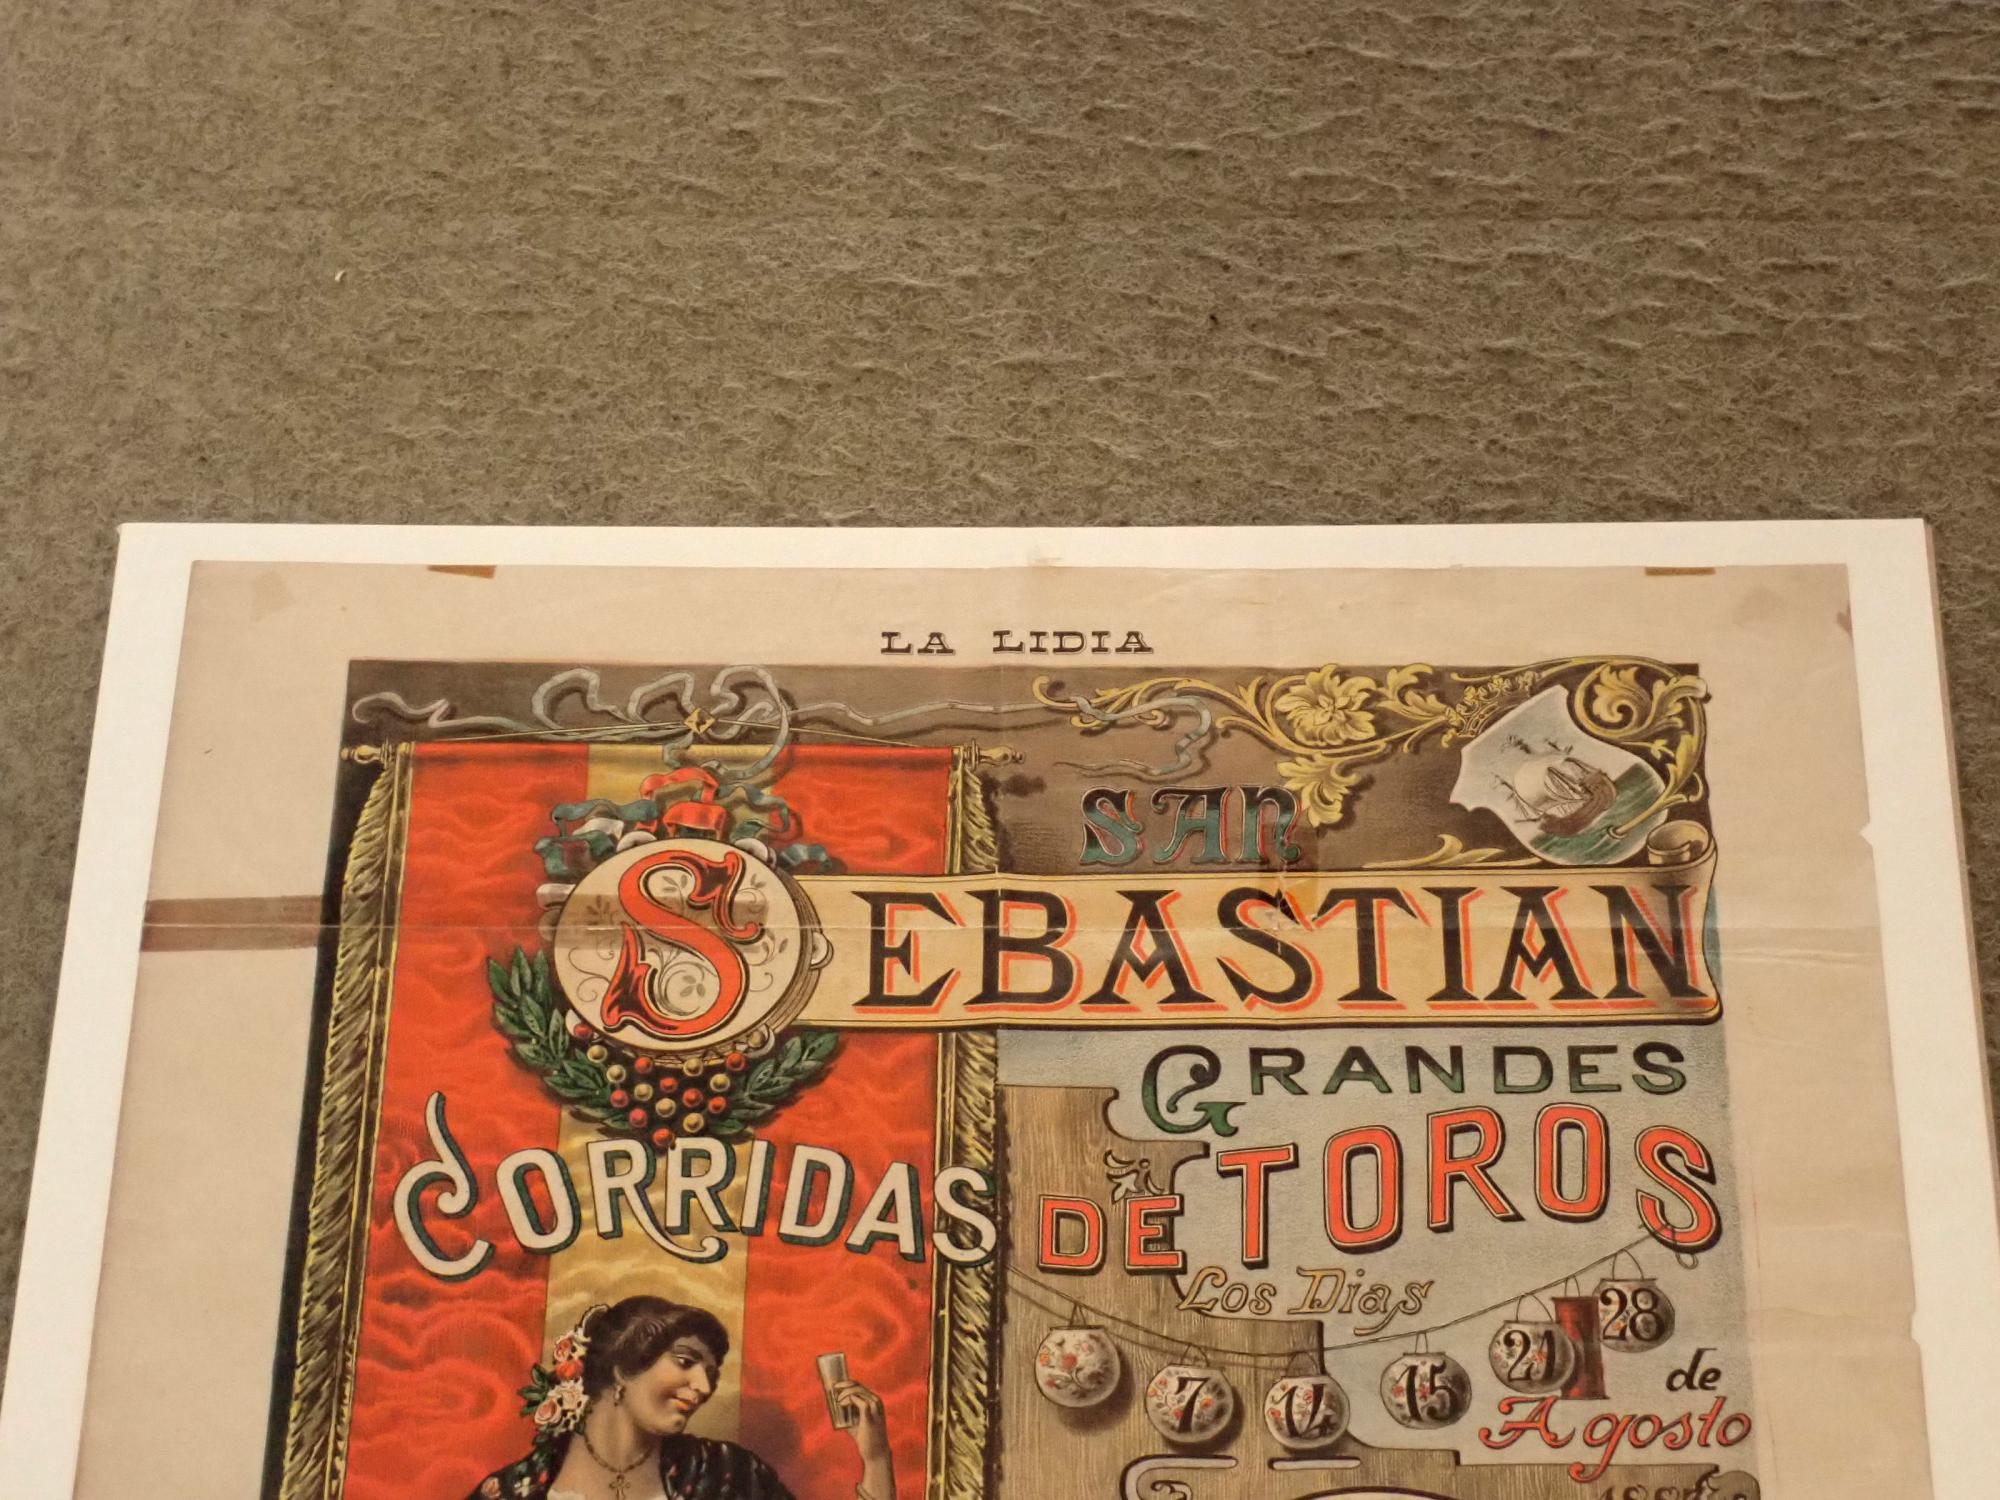 LA LIDIA
SAN
SEBASTIAN
GRANDES
CORRIDAS DE TOROS
Los Dias
7 14 15 21 28
de
Agosto